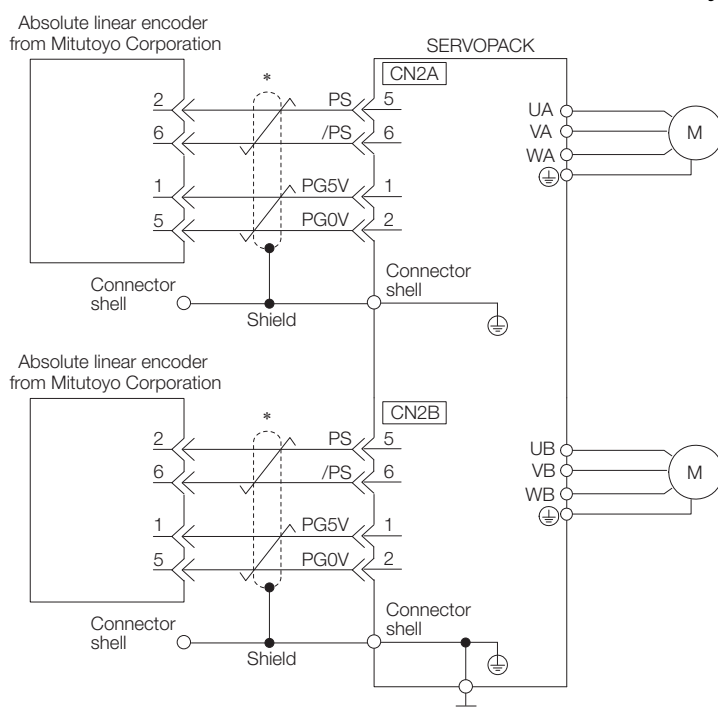 Absolute linear encoder
from Mitutoyo Corporation
SERVOPACK
CN2A
*
2
PS
5
6
/PS
6
1
PG5V
1
5
PG0V
2
UA
VA
WA
M
Connector
shell
Shield
Connector
shell
Absolute linear encoder
from Mitutoyo Corporation
CN2B
*
2
PS
5
6
/PS
6
1
PG5V
1
5
PG0V
2
UB
VB
WB
M
Connector
shell
Shield
Connector
shell